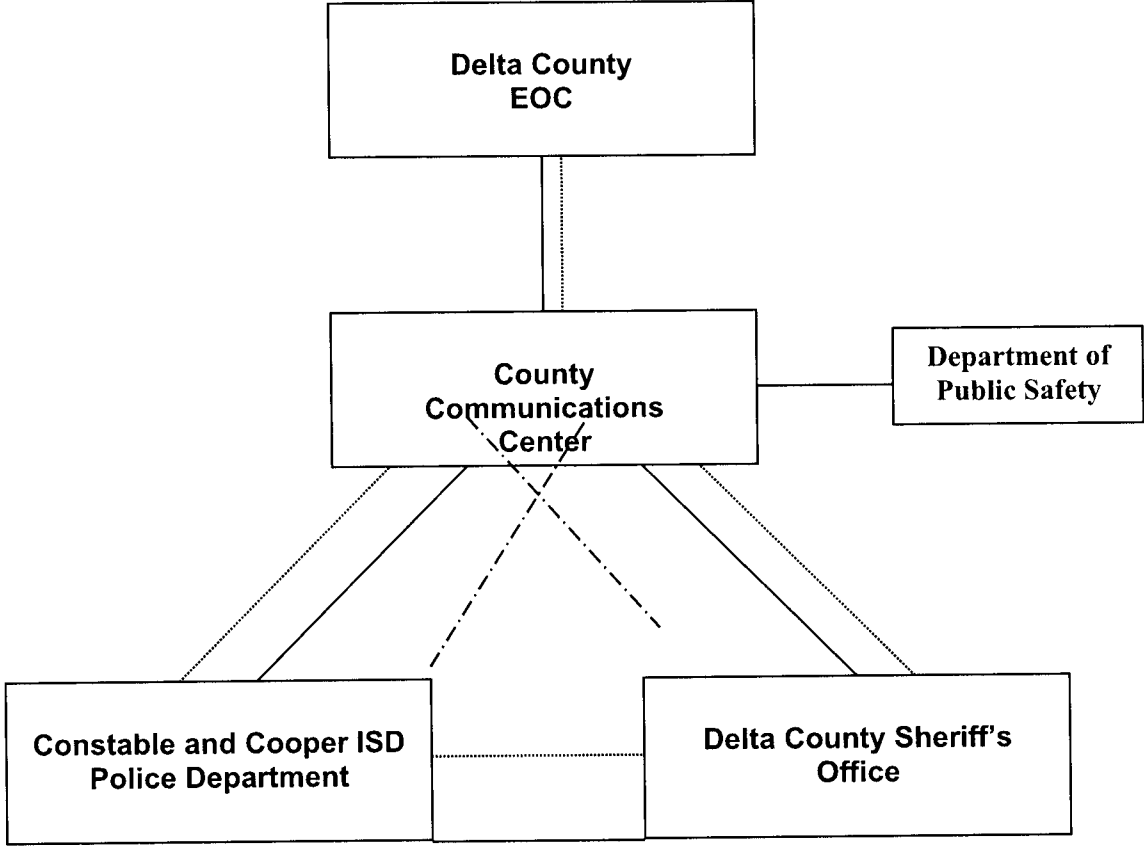 Delta County
EOC
County
Communications
Center
Department of
Public Safety
Constable and Cooper ISD
Police Department
Delta County Sheriff's
Office